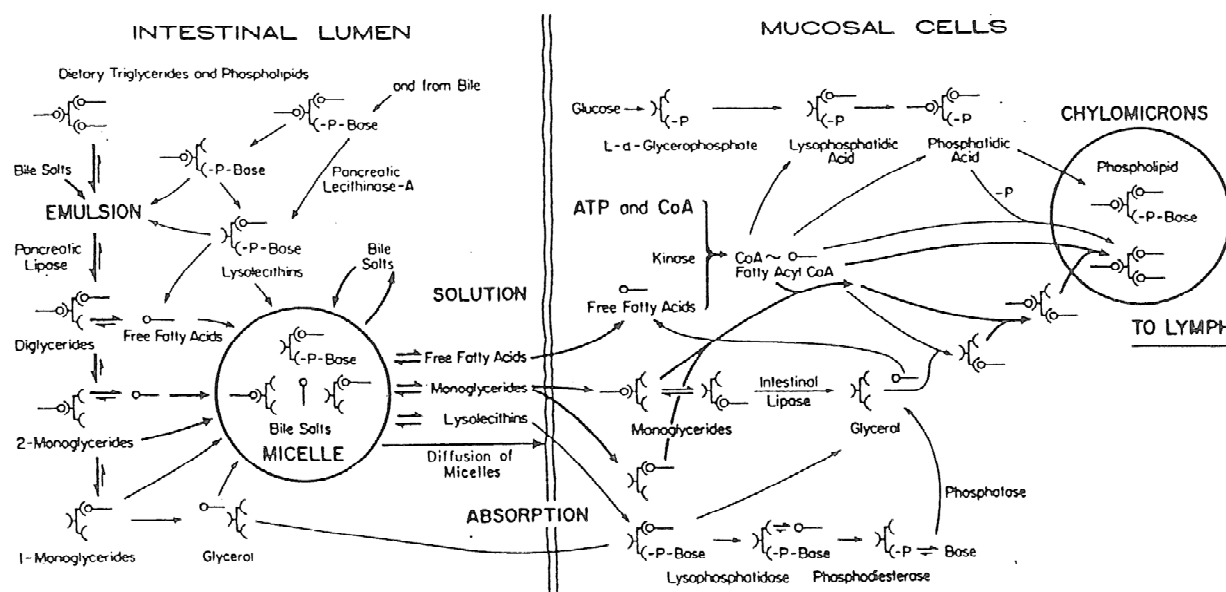 INTESTINAL LUMEN
Dietary Triglycerides and Phospholipids
and from Bile
-P-Base
Bile Salts
-P-Base
Pancreatic
Lecithinase-A
EMULSION
Pancreatic
Lipase
-P-Base
Lysolecithins
Bile
Salts
SOLUTION
Diglycerides
Free Fatty Acids
-P-Base
Free Fatty Acids
Monoglycerides
Lysolecithins
2-Monoglycerides
Bile Salts
MICELLE
Diffusion of
Micelles
ABSORPTION
1-Monoglycerides
Glycerol
MUCOSAL CELLS
Glucose
-P
-P
-P
L-α-Glycerophosphate
Lysophosphatidic
Acid
Phosphatidic
Acid
CHYLOMICRONS
Phospholipid
-P-Base
-P
ATP and CoA
Kinase
CoA ~
Fatty Acyl CoA
Free Fatty Acids
TO LYMPH
Monoglycerides
Intestinal
Lipase
Glycerol
Phosphatase
-P-Base
-P-Base
-P
Base
Lysophosphatidase
Phosphodiesterase